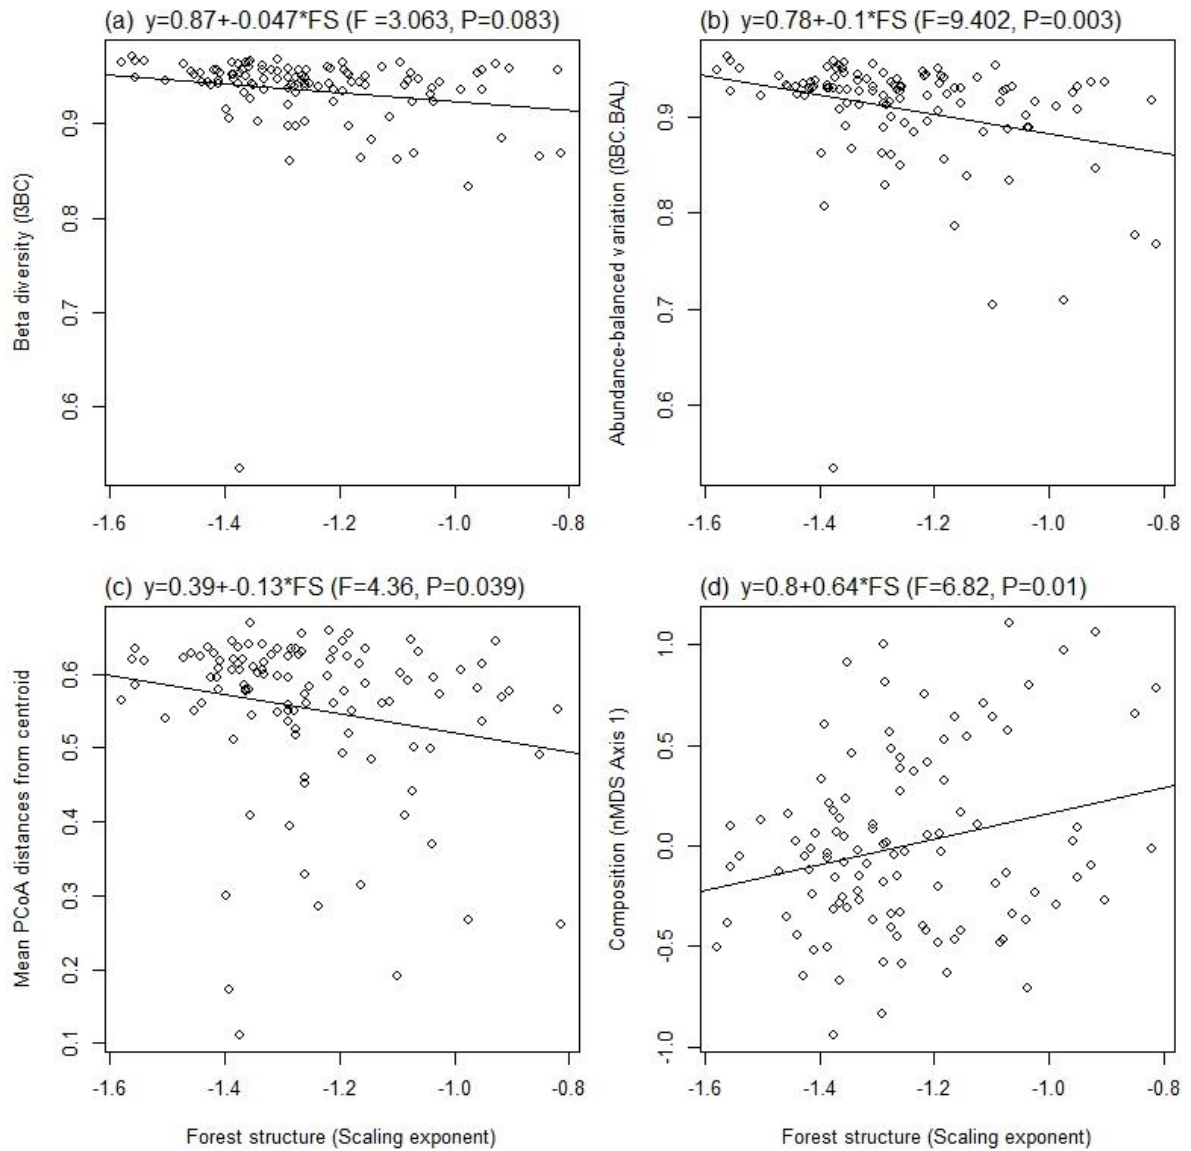 (a) y=0.87+-0.047*FS (F =3.063, P=0.083)
Beta diversity (ßBC)
0.9
0.8
0.7
0.6
-1.6 -1.4 -1.2 -1.0 -0.8
(b) y=0.78+-0.1*FS (F=9.402, P=0.003)
Abundance-balanced variation (ßBC.BAL)
0.9
0.8
0.7
0.6
-1.6 -1.4 -1.2 -1.0 -0.8
(c) y=0.39+-0.13*FS (F=4.36, P=0.039)
Mean PCoA distances from centroid
0.6
0.5
0.4
0.3
0.2
0.1
-1.6 -1.4 -1.2 -1.0 -0.8
Forest structure (Scaling exponent)
(d) y=0.8+0.64*FS (F=6.82, P=0.01)
Composition (nMDS Axis 1)
1.0
0.5
0.0
-0.5
-1.0
-1.6 -1.4 -1.2 -1.0 -0.8
Forest structure (Scaling exponent)